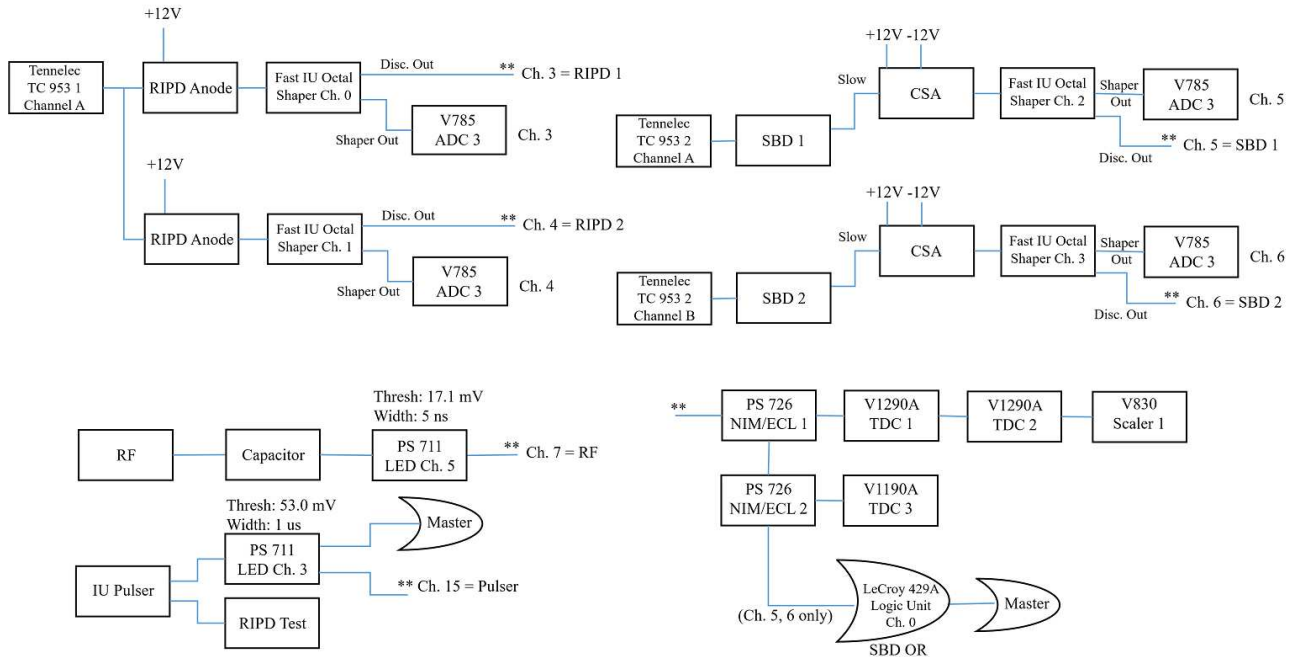 +12V
Tennelec
TC 953 1
Channel A
RIPD Anode
Fast IU Octal
Shaper Ch. 0
Disc. Out
** Ch. 3 = RIPD 1
Shaper Out
V785
ADC 3
Ch. 3
+12V
RIPD Anode
Fast IU Octal
Shaper Ch. 1
Disc. Out
** Ch. 4 = RIPD 2
Shaper Out
V785
ADC 3
Ch. 4
+12V -12V
Tennelec
TC 953 2
Channel A
SBD 1
Slow
CSA
Fast IU Octal
Shaper Ch. 2
Shaper
Out
V785
ADC 3
Ch. 5
** Ch. 5 = SBD 1
Disc. Out
+12V -12V
Tennelec
TC 953 2
Channel B
SBD 2
Slow
CSA
Fast IU Octal
Shaper Ch. 3
Shaper
Out
V785
ADC 3
Ch. 6
** Ch. 6 = SBD 2
Disc. Out
Thresh: 17.1 mV
Width: 5 ns
RF
Capacitor
PS 711
LED Ch. 5
** Ch. 7 = RF
Thresh: 53.0 mV
Width: 1 us
IU Pulser
PS 711
LED Ch. 3
Master
** Ch. 15 = Pulser
RIPD Test
**
PS 726
NIM/ECL 1
V1290A
TDC 1
V1290A
TDC 2
V830
Scaler 1
PS 726
NIM/ECL 2
V1190A
TDC 3
(Ch. 5, 6 only)
LeCroy 429A
Logic Unit
Ch. 0
SBD OR
Master